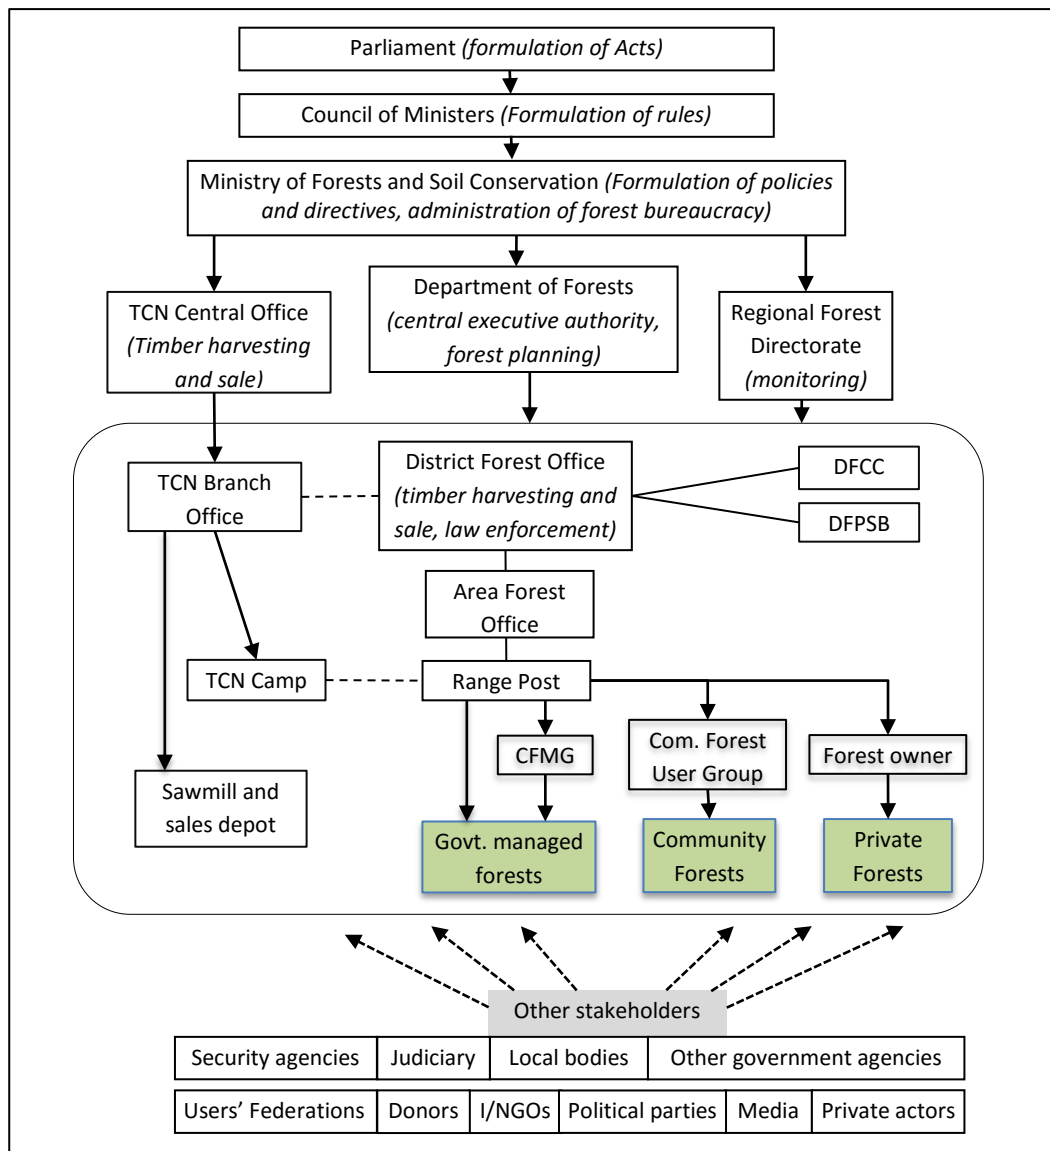 Parliament (formulation of Acts)
Council of Ministers (Formulation of rules)
Ministry of Forests and Soil Conservation (Formulation of policies
and directives, administration of forest bureaucracy)
TCN Central Office
(Timber harvesting
and sale)
Department of Forests
(central executive authority,
forest planning)
Regional Forest
Directorate
(monitoring)
TCN Branch
Office
District Forest Office
(timber harvesting and
sale, law enforcement)
DFCC
DFPSB
Area Forest
Office
TCN Camp
Range Post
CFMG
Com. Forest
User Group
Forest owner
Sawmill and
sales depot
Govt. managed
forests
Community
Forests
Private
Forests
Other stakeholders
Security agencies
Judiciary
Local bodies
Other government agencies
Users’ Federations
Donors
I/NGOs
Political parties
Media
Private actors